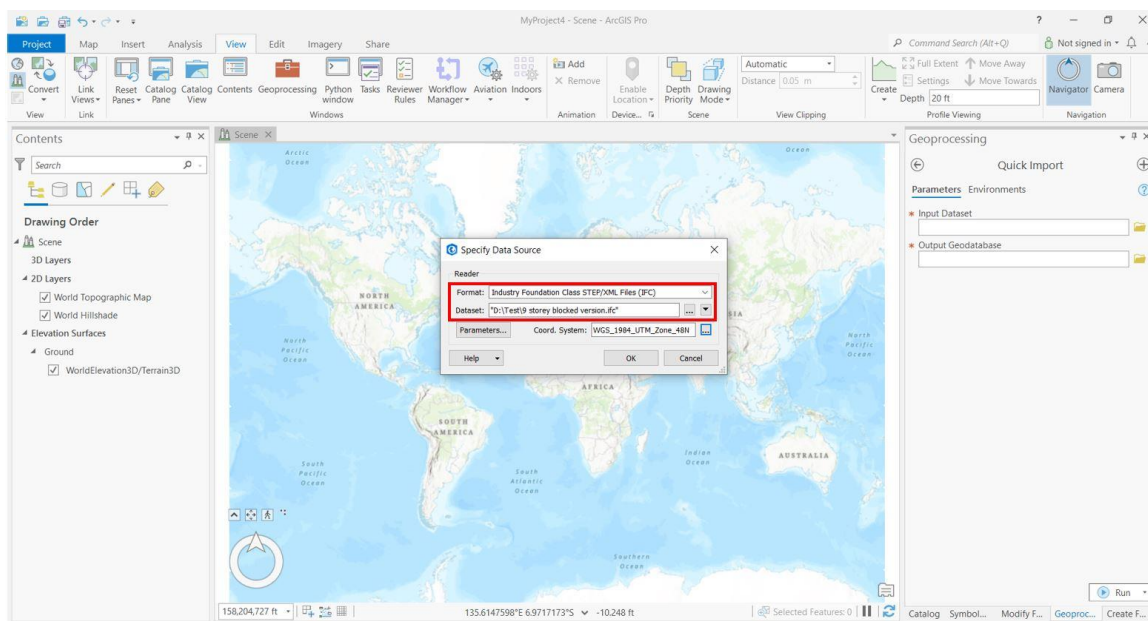 MyProject4 - Scene - ArcGIS Pro
? — ×
Project Map Insert Analysis View Edit Imagery Share
Command Search (Alt+Q) Not signed in
Convert
Link Views
Reset Panes
Catalog Pane
Catalog View
Contents
Geoprocessing
Python window
Tasks
Reviewer Rules
Workflow Manager
Aviation
Indoors
Add
Remove
Enable Location
Depth Priority
Drawing Mode
Automatic
Distance 0.05 m
Create
Full Extent Move Away
Settings Move Towards
Depth 20 ft
Navigator
Camera
View Link Windows Animation Device... Scene View Clipping Profile Viewing Navigation
Contents
Search
Drawing Order
Scene
3D Layers
2D Layers
World Topographic Map
World Hillshade
Elevation Surfaces
Ground
WorldElevation3D/Terrain3D
Scene
Arctic
Ocean
Ocean
NORTH
AMERICA
North
Pacific
Ocean
SOUTH
AMERICA
South
Pacific
Ocean
South
Atlantic
Ocean
AFRICA
Indian
Ocean
AUSTRALIA
North
Pacific
Ocean
Southern
Ocean
Specify Data Source
Reader
Format: Industry Foundation Class STEP/XML Files (IFC)
Dataset: "D:\Test\9 storey blocked version.ifc" ...
Parameters... Coord. System: WGS_1984_UTM_Zone_48N ...
Help OK Cancel
158,204,727 ft
135.6147598°E 6.9717173°S -10.248 ft
Selected Features: 0
Geoprocessing
Quick Import
Parameters Environments
?
* Input Dataset
* Output Geodatabase
Run
Catalog Symbol... Modify F... Geoproc... Create F...